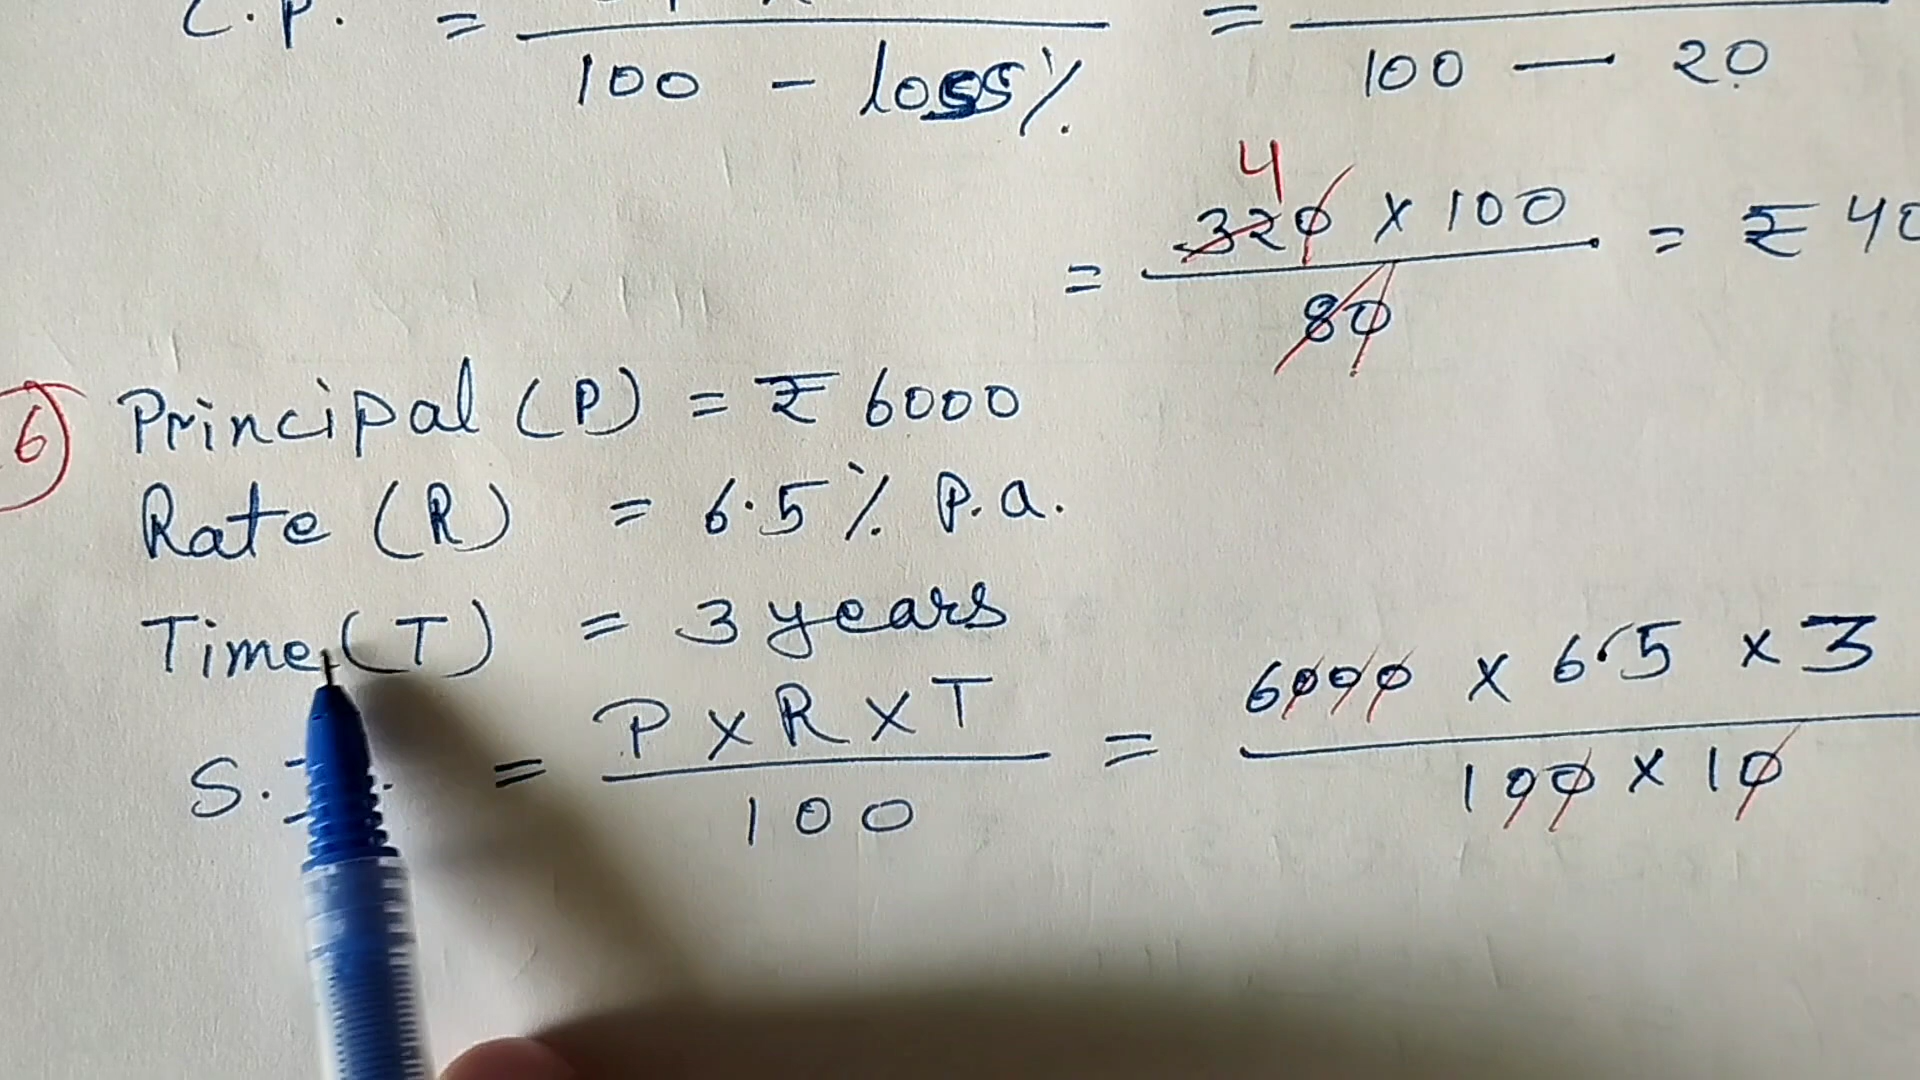 C.P. = = 
100 - loss% 100 — 20
4
= 320 x 100 / 80 = ₹ 40
6 Principal (P) = ₹ 6000
Rate (R) = 6.5% P.a.
Time (T) = 3 years
S.I. = P x R x T / 100 = 6000 x 6.5 x 3 / 100 x 10